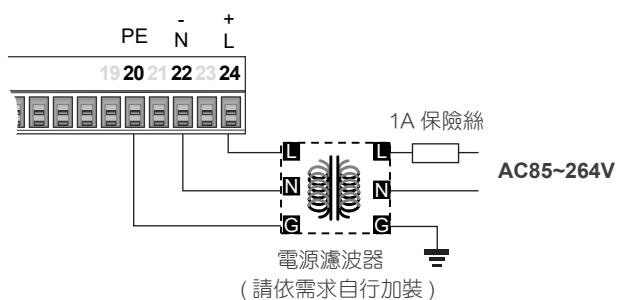 - +
PE N L
19 20 21 22 23 24
1A 保險絲
L L
AC85~264V
N N
G G
電源濾波器
( 請依需求自行加裝 )